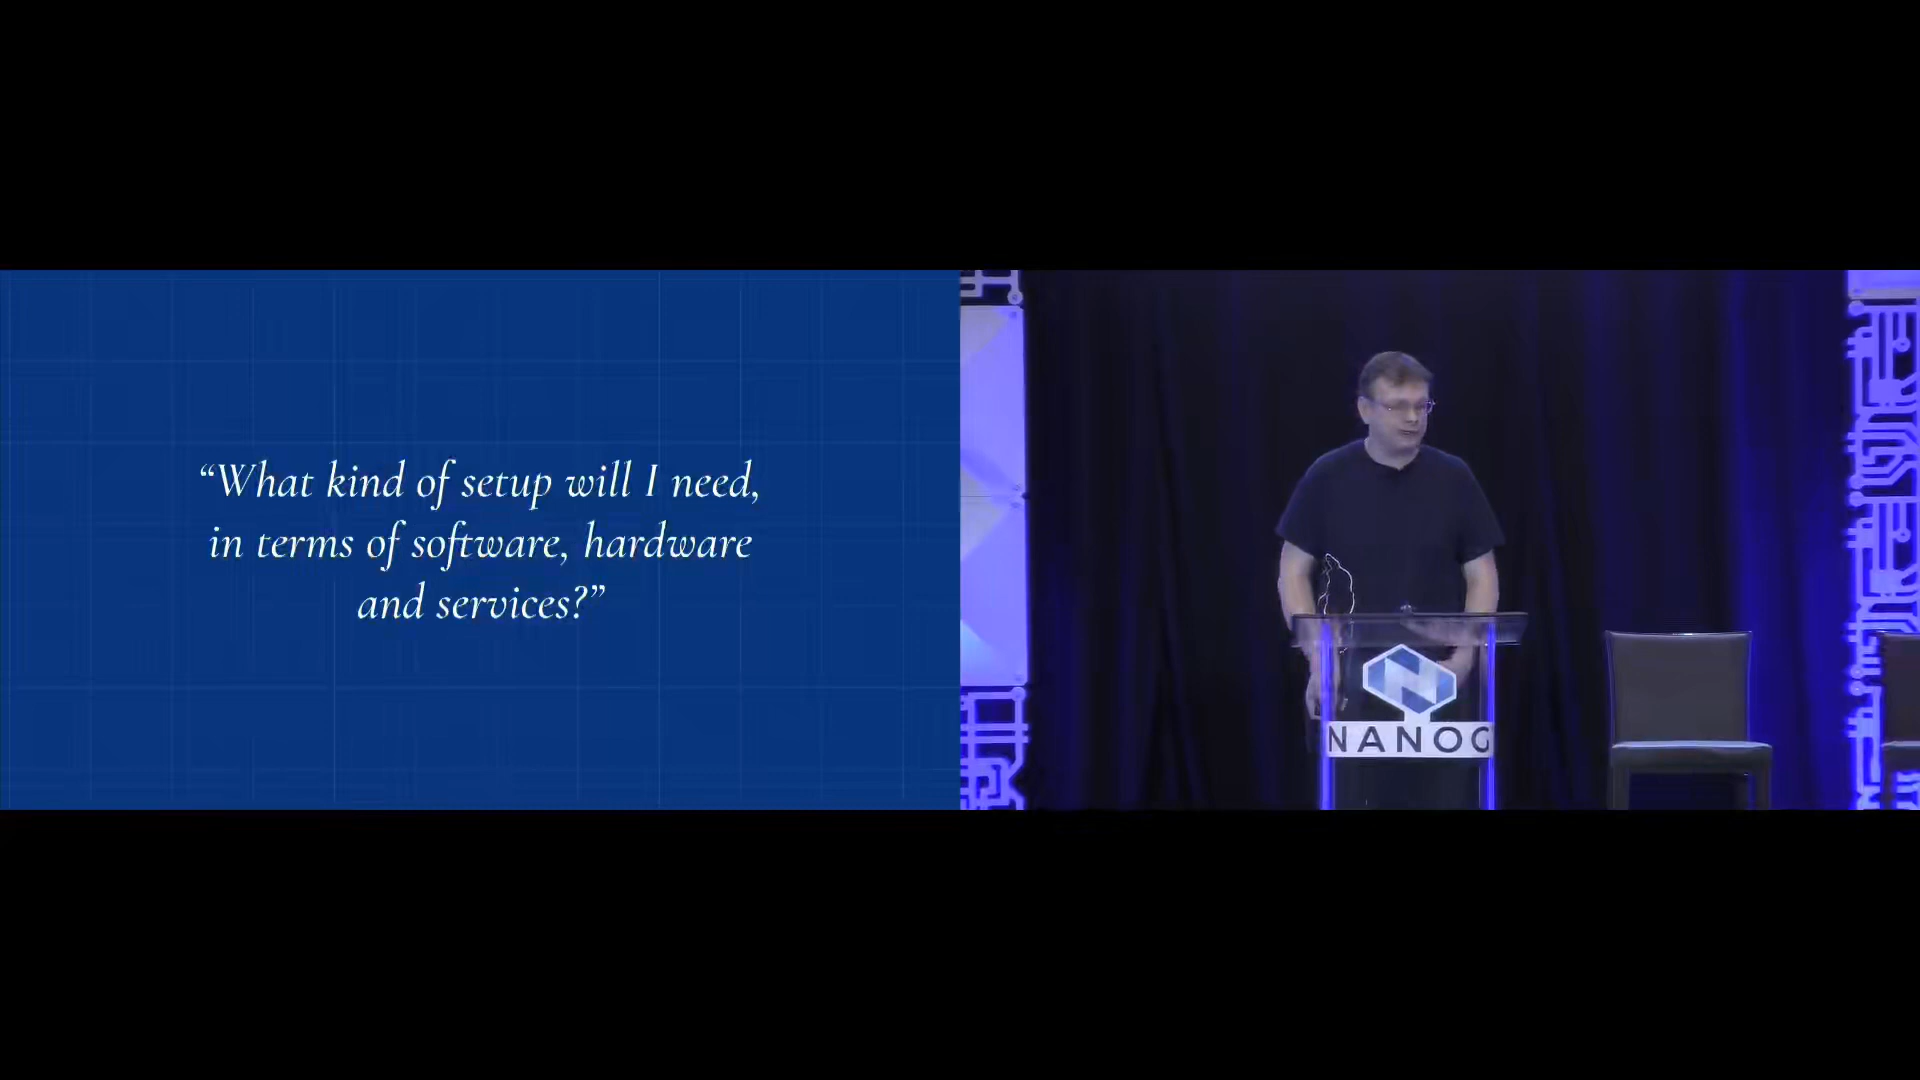 “What kind of setup will I need,
in terms of software, hardware
and services?”
NANOG